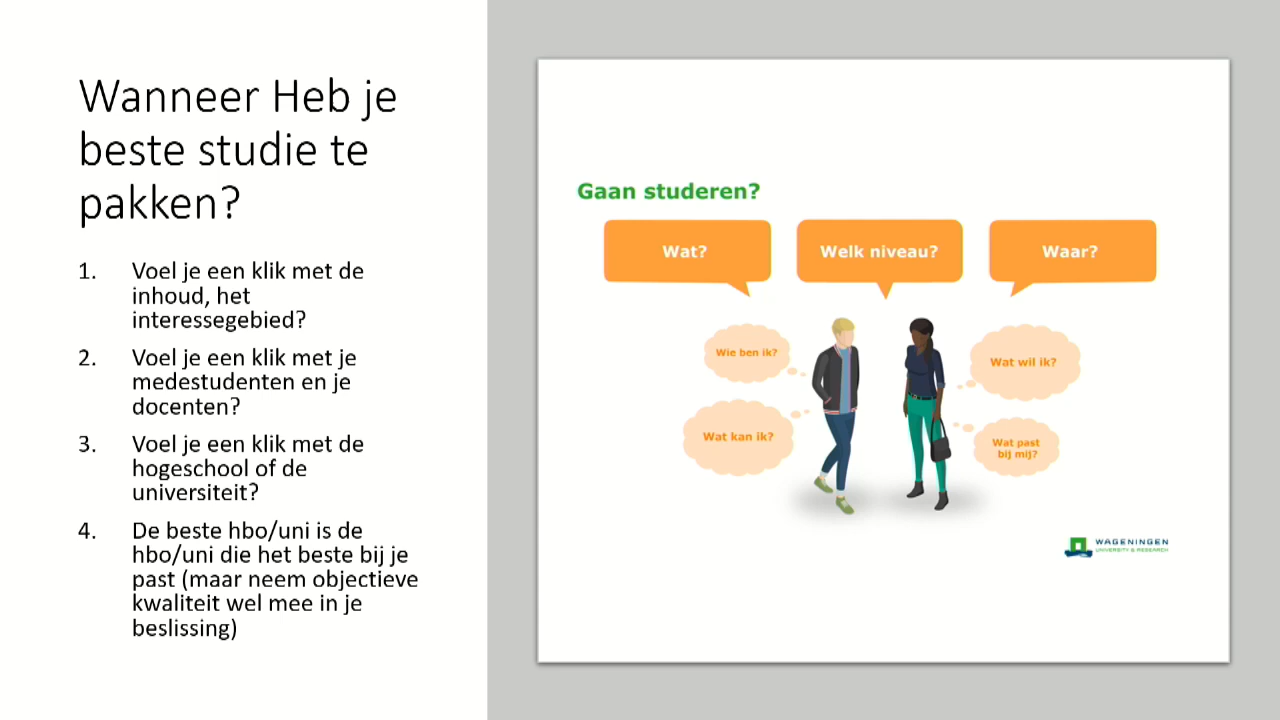 Wanneer Heb je
beste studie te
pakken?
1. Voel je een klik met de
inhoud, het
interessegebied?
2. Voel je een klik met je
medestudenten en je
docenten?
3. Voel je een klik met de
hogeschool of de
universiteit?
4. De beste hbo/uni is de
hbo/uni die het beste bij je
past (maar neem objectieve
kwaliteit wel mee in je
beslissing)
Gaan studeren?
Wat?
Welk niveau?
Waar?
Wie ben ik?
Wat wil ik?
Wat kan ik?
Wat past
bij mij?
WAGENINGEN
UNIVERSITY & RESEARCH